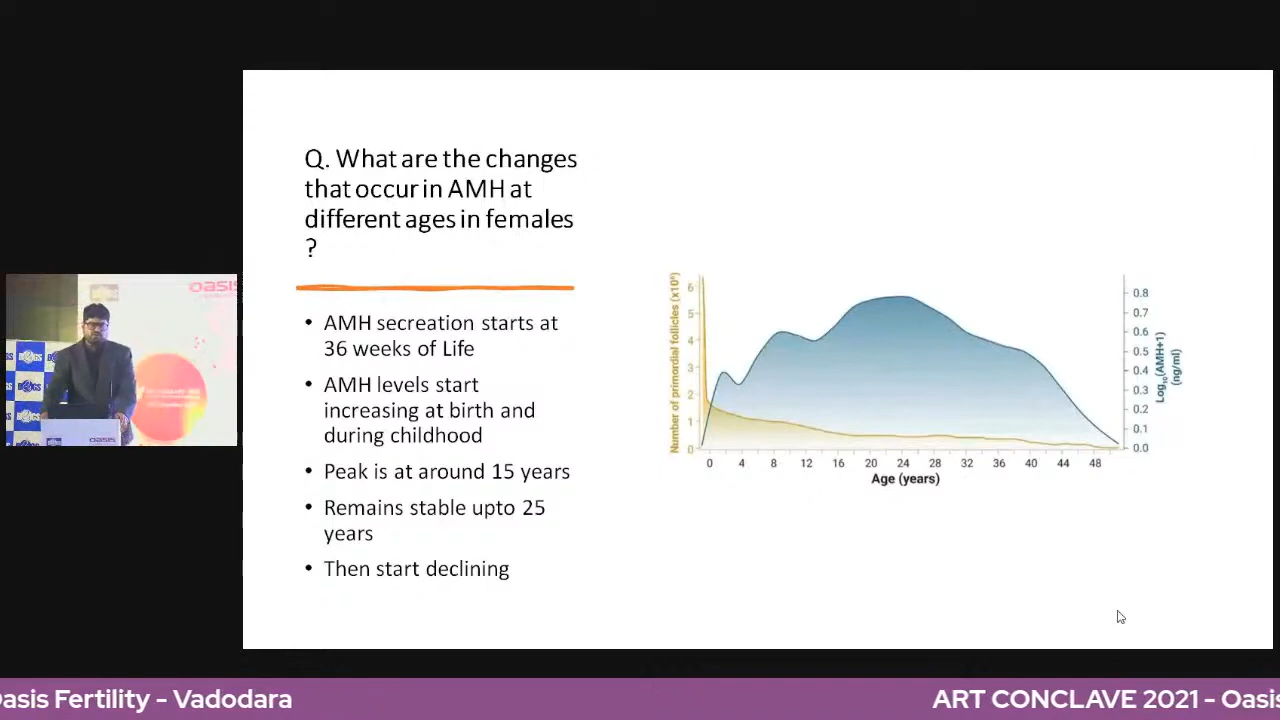 Q. What are the changes
that occur in AMH at
different ages in females
?
• AMH secreation starts at
36 weeks of Life
• AMH levels start
increasing at birth and
during childhood
• Peak is at around 15 years
• Remains stable upto 25
years
• Then start declining
Number of primordial follicles (x10⁶)
6
5
4
3
2
1
0
0 4 8 12 16 20 24 28 32 36 40 44 48
Age (years)
0.8
0.7
0.6
0.5
0.4
0.3
0.2
0.1
0.0
Log₁₀(AMH+1)
(ng/ml)
oasis
oasis
asis Fertility - Vadodara
ART CONCLAVE 2021 - Oasis